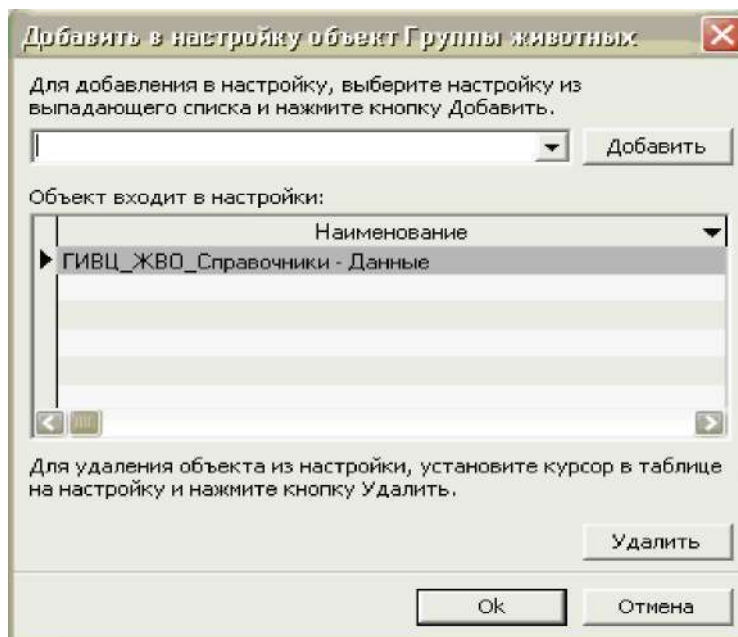 Добавить в настройку объект Группы животных
Для добавления в настройку, выберите настройку из
выпадающего списка и нажмите кнопку Добавить.
Добавить
Объект входит в настройки:
Наименование
ГИВЦ_ЖВО_Справочники - Данные
Для удаления объекта из настройки, установите курсор в таблице
на настройку и нажмите кнопку Удалить.
Удалить
Ok Отмена